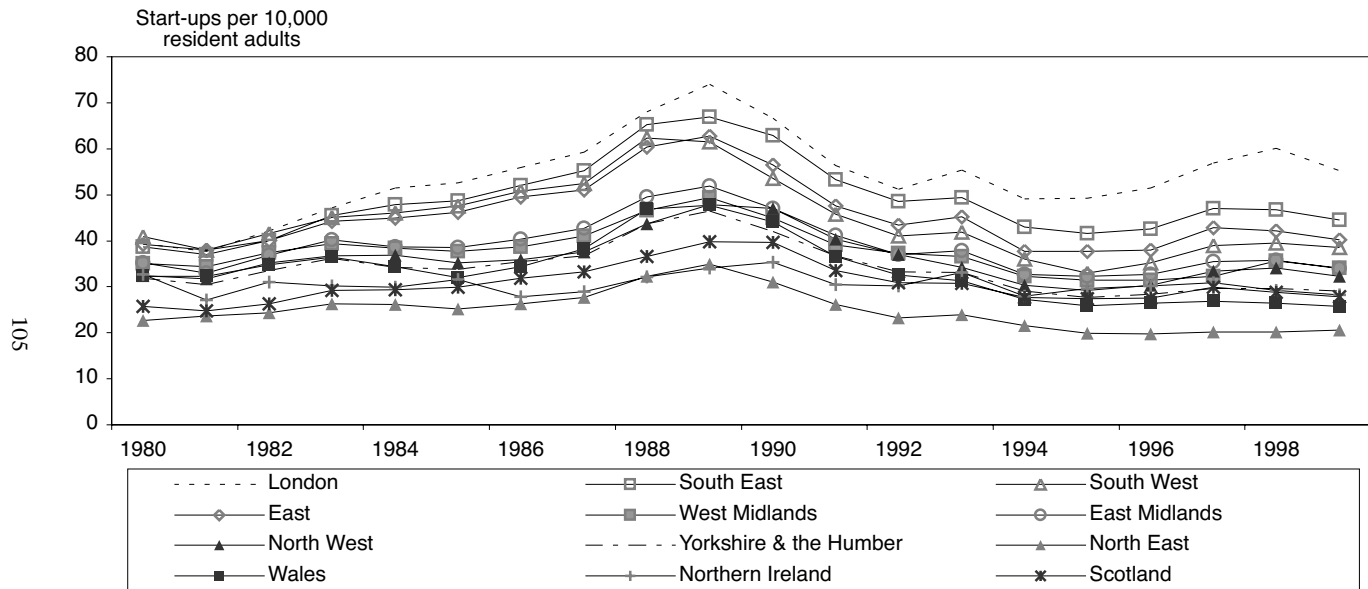 Start-ups per 10,000
resident adults
80
70
60
50
40
30
20
10
0
1980 1982 1984 1986 1988 1990 1992 1994 1996 1998
London South East South West
East West Midlands East Midlands
North West Yorkshire & the Humber North East
Wales Northern Ireland Scotland
105